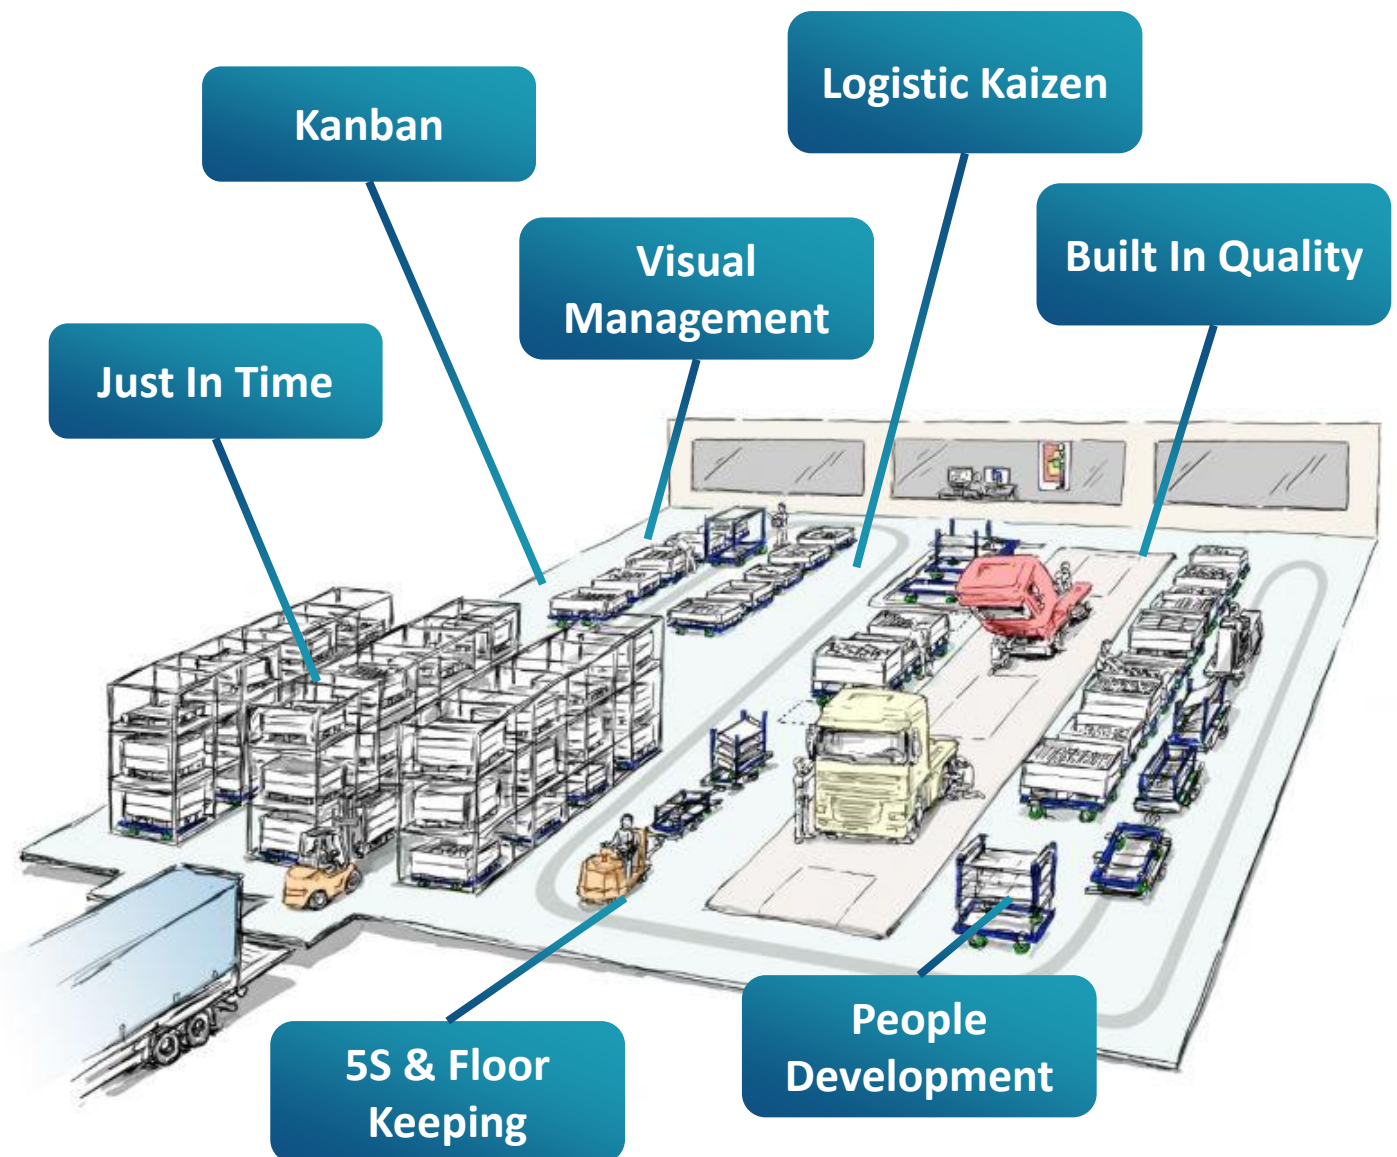 Logistic Kaizen
Kanban
Visual
Management
Built In Quality
Just In Time
People
Development
5S & Floor
Keeping